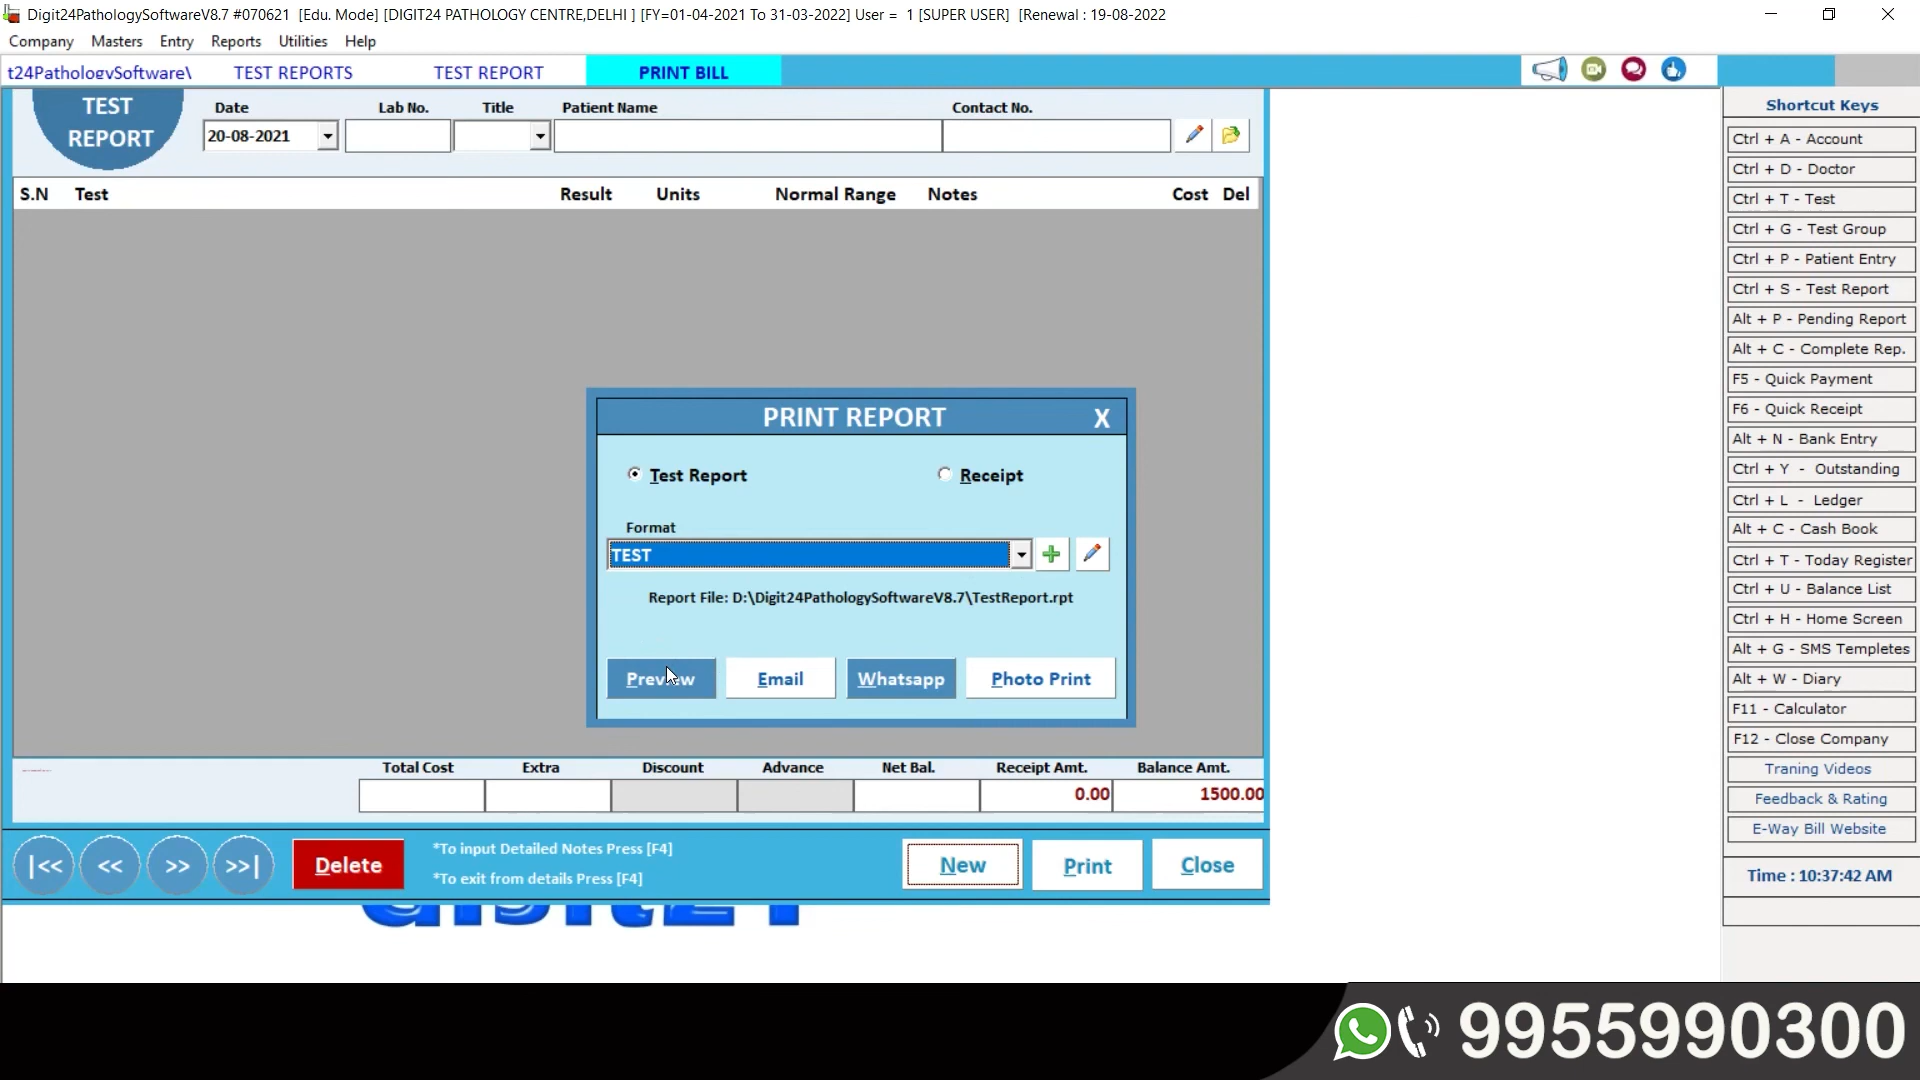 Digit24PathologySoftwareV8.7 #070621 [Edu. Mode] [DIGIT24 PATHOLOGY CENTRE,DELHI ] [FY=01-04-2021 To 31-03-2022] User = 1 [SUPER USER] [Renewal : 19-08-2022
Company Masters Entry Reports Utilities Help
t24PathologySoftware\ TEST REPORTS TEST REPORT PRINT BILL
TEST REPORT
Date Lab No. Title Patient Name Contact No.
20-08-2021
S.N Test Result Units Normal Range Notes Cost Del
PRINT REPORT X
Test Report Receipt
Format
TEST
Report File: D:\Digit24PathologySoftwareV8.7\TestReport.rpt
Preview Email Whatsapp Photo Print
Total Cost Extra Discount Advance Net Bal. Receipt Amt. Balance Amt.
0.00 1500.00
|<< << >> >>| Delete
*To input Detailed Notes Press [F4]
*To exit from details Press [F4]
New Print Close
Shortcut Keys
Ctrl + A - Account
Ctrl + D - Doctor
Ctrl + T - Test
Ctrl + G - Test Group
Ctrl + P - Patient Entry
Ctrl + S - Test Report
Alt + P - Pending Report
Alt + C - Complete Rep.
F5 - Quick Payment
F6 - Quick Receipt
Alt + N - Bank Entry
Ctrl + Y - Outstanding
Ctrl + L - Ledger
Alt + C - Cash Book
Ctrl + T - Today Register
Ctrl + U - Balance List
Ctrl + H - Home Screen
Alt + G - SMS Templetes
Alt + W - Diary
F11 - Calculator
F12 - Close Company
Traning Videos
Feedback & Rating
E-Way Bill Website
Time : 10:37:42 AM
9955990300